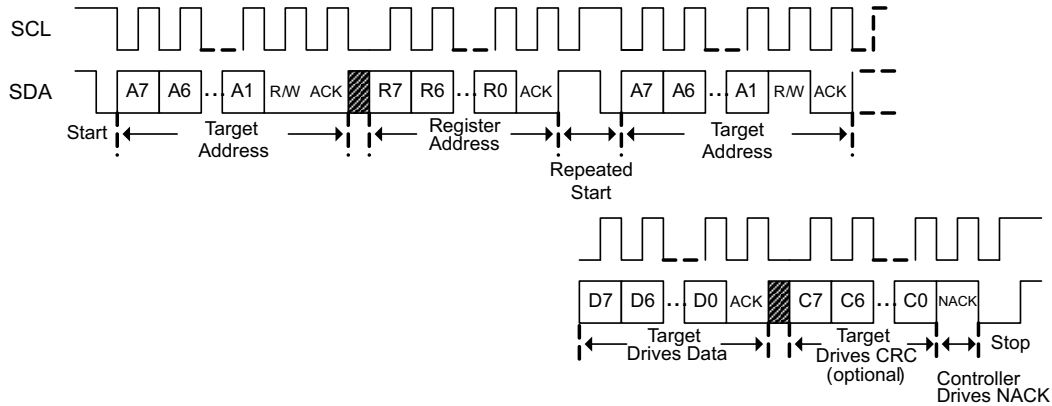 SCL
SDA A7 A6 ... A1 R/W ACK R7 R6 ... R0 ACK A7 A6 ... A1 R/W ACK
Start Target Address Register Address Repeated Start Target Address
D7 D6 ... D0 ACK C7 C6 ... C0 NACK
Target Drives Data Target Drives CRC (optional) Stop
Controller Drives NACK